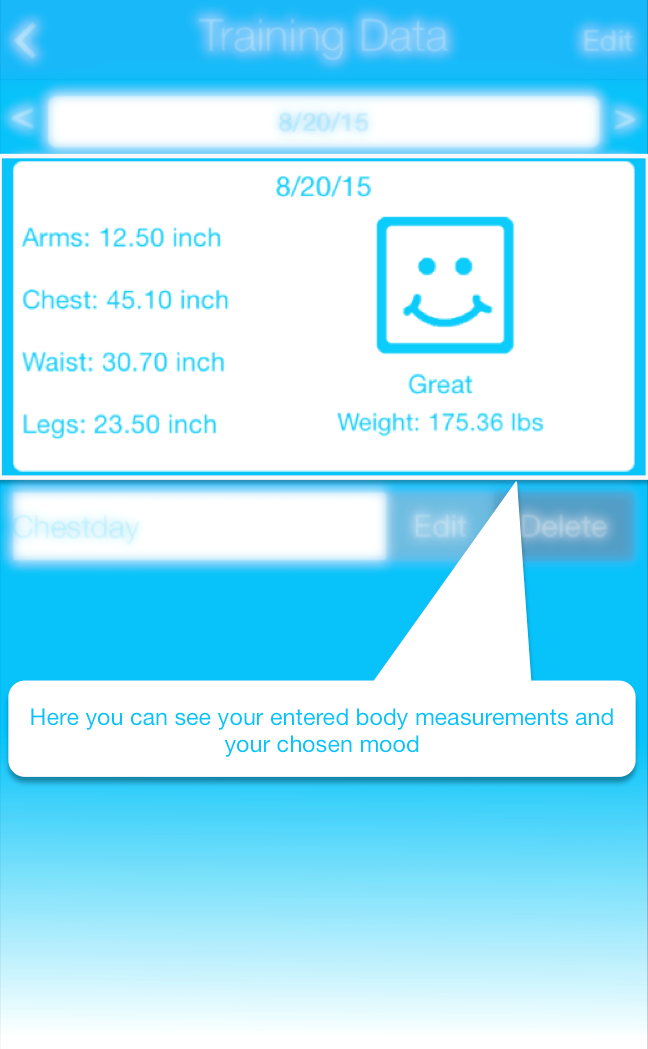 Training Data
Edit
<
8/20/15
>
8/20/15
Arms: 12.50 inch
Chest: 45.10 inch
Waist: 30.70 inch
Legs: 23.50 inch
Great
Weight: 175.36 lbs
Chestday
Edit
Delete
Here you can see your entered body measurements and
your chosen mood